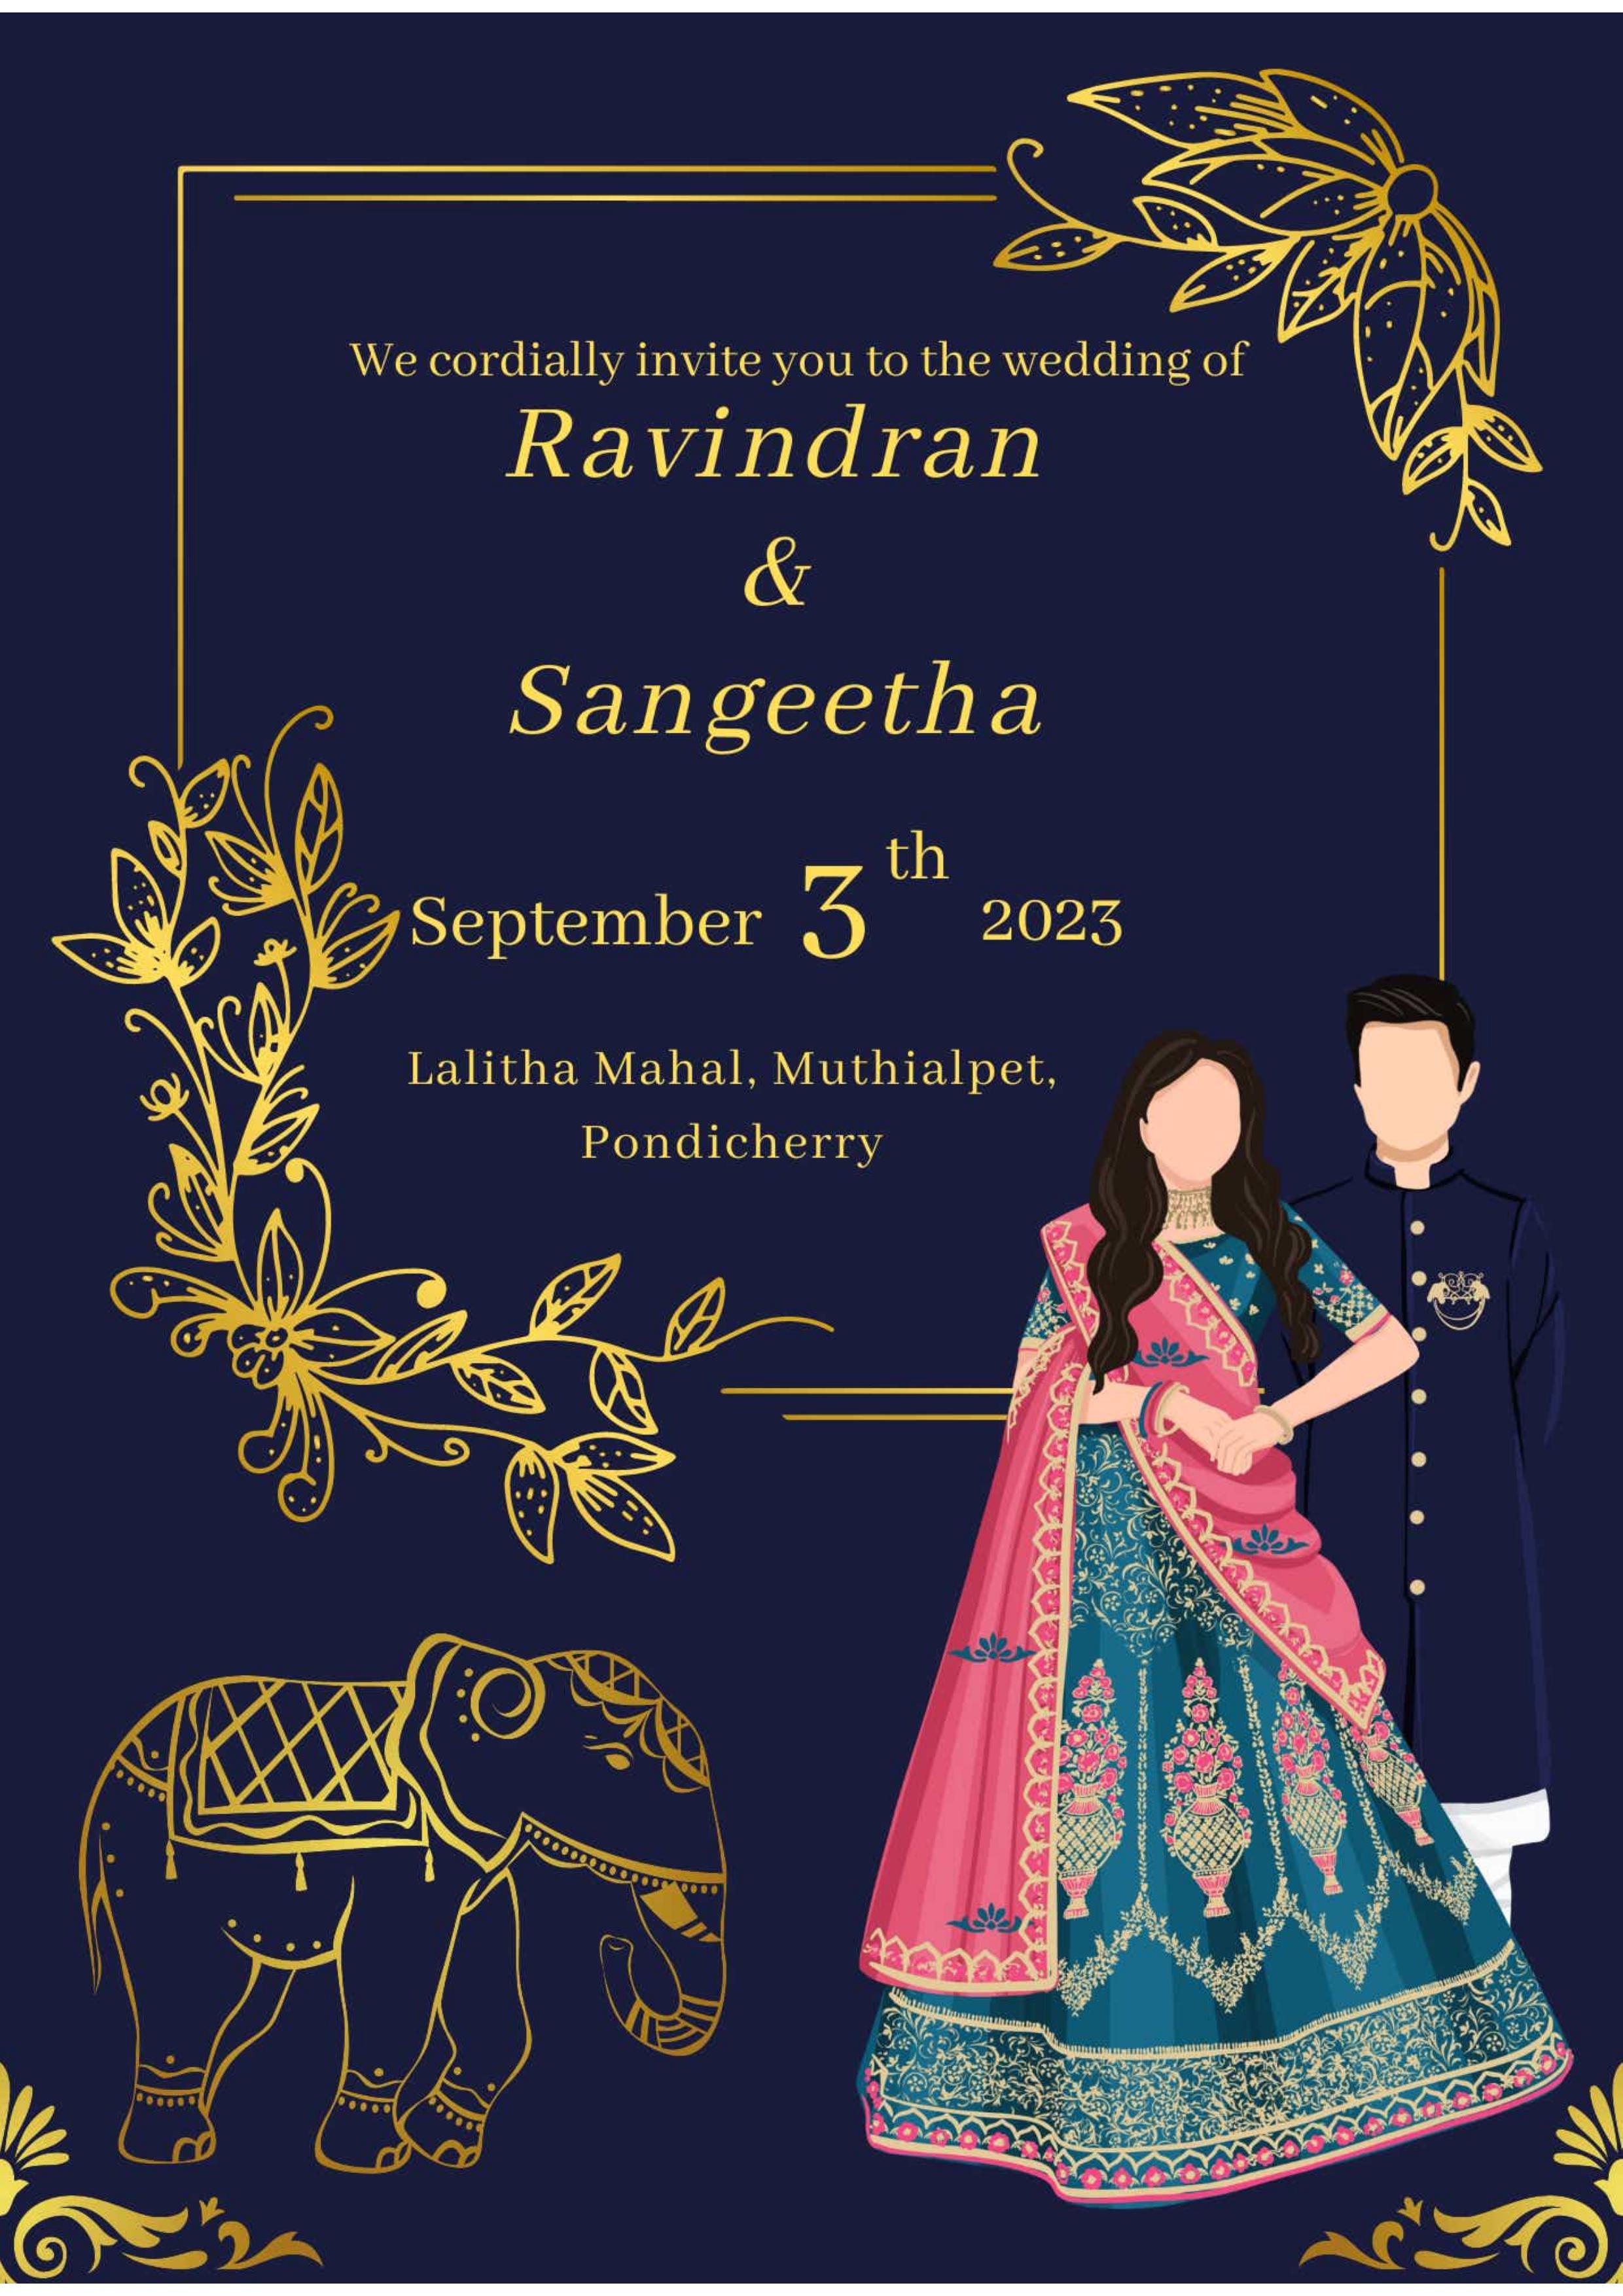 We cordially invite you to the wedding of
Ravindran
&
Sangeetha
September 3th 2023
Lalitha Mahal, Muthialpet,
Pondicherry